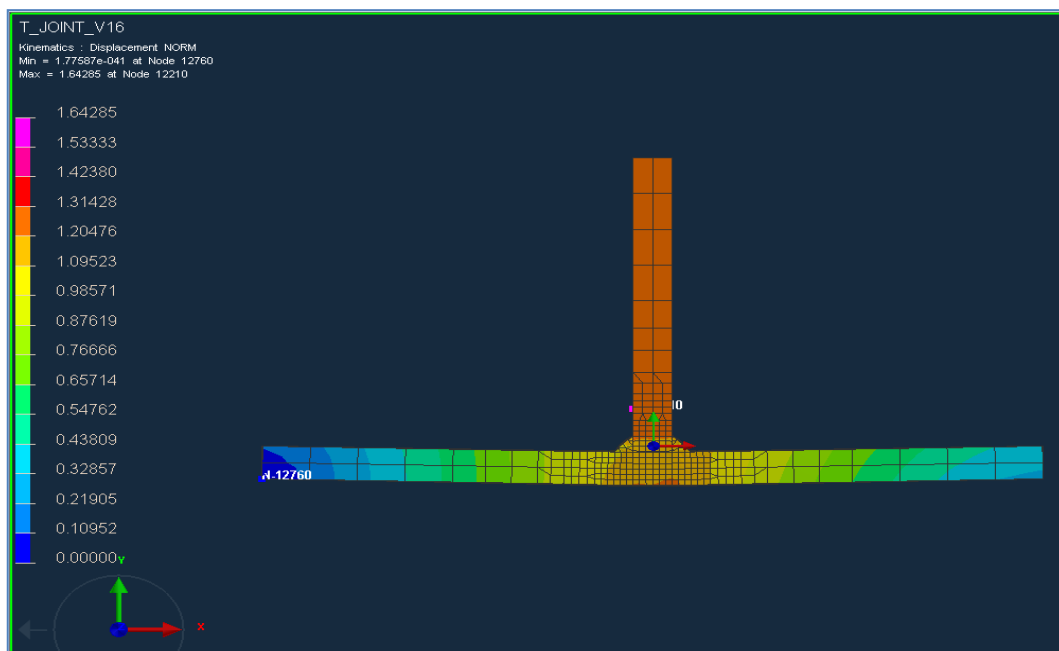 T_JOINT_V16
Kinematics : Displacement NORM
Min = 1.77587e-041 at Node 12760
Max = 1.64285 at Node 12210
1.64285
1.53333
1.42380
1.31428
1.20476
1.09523
0.98571
0.87619
0.76666
0.65714
0.54762
0.43809
0.32857
0.21905
0.10952
0.00000
10
N-12760
Y
X